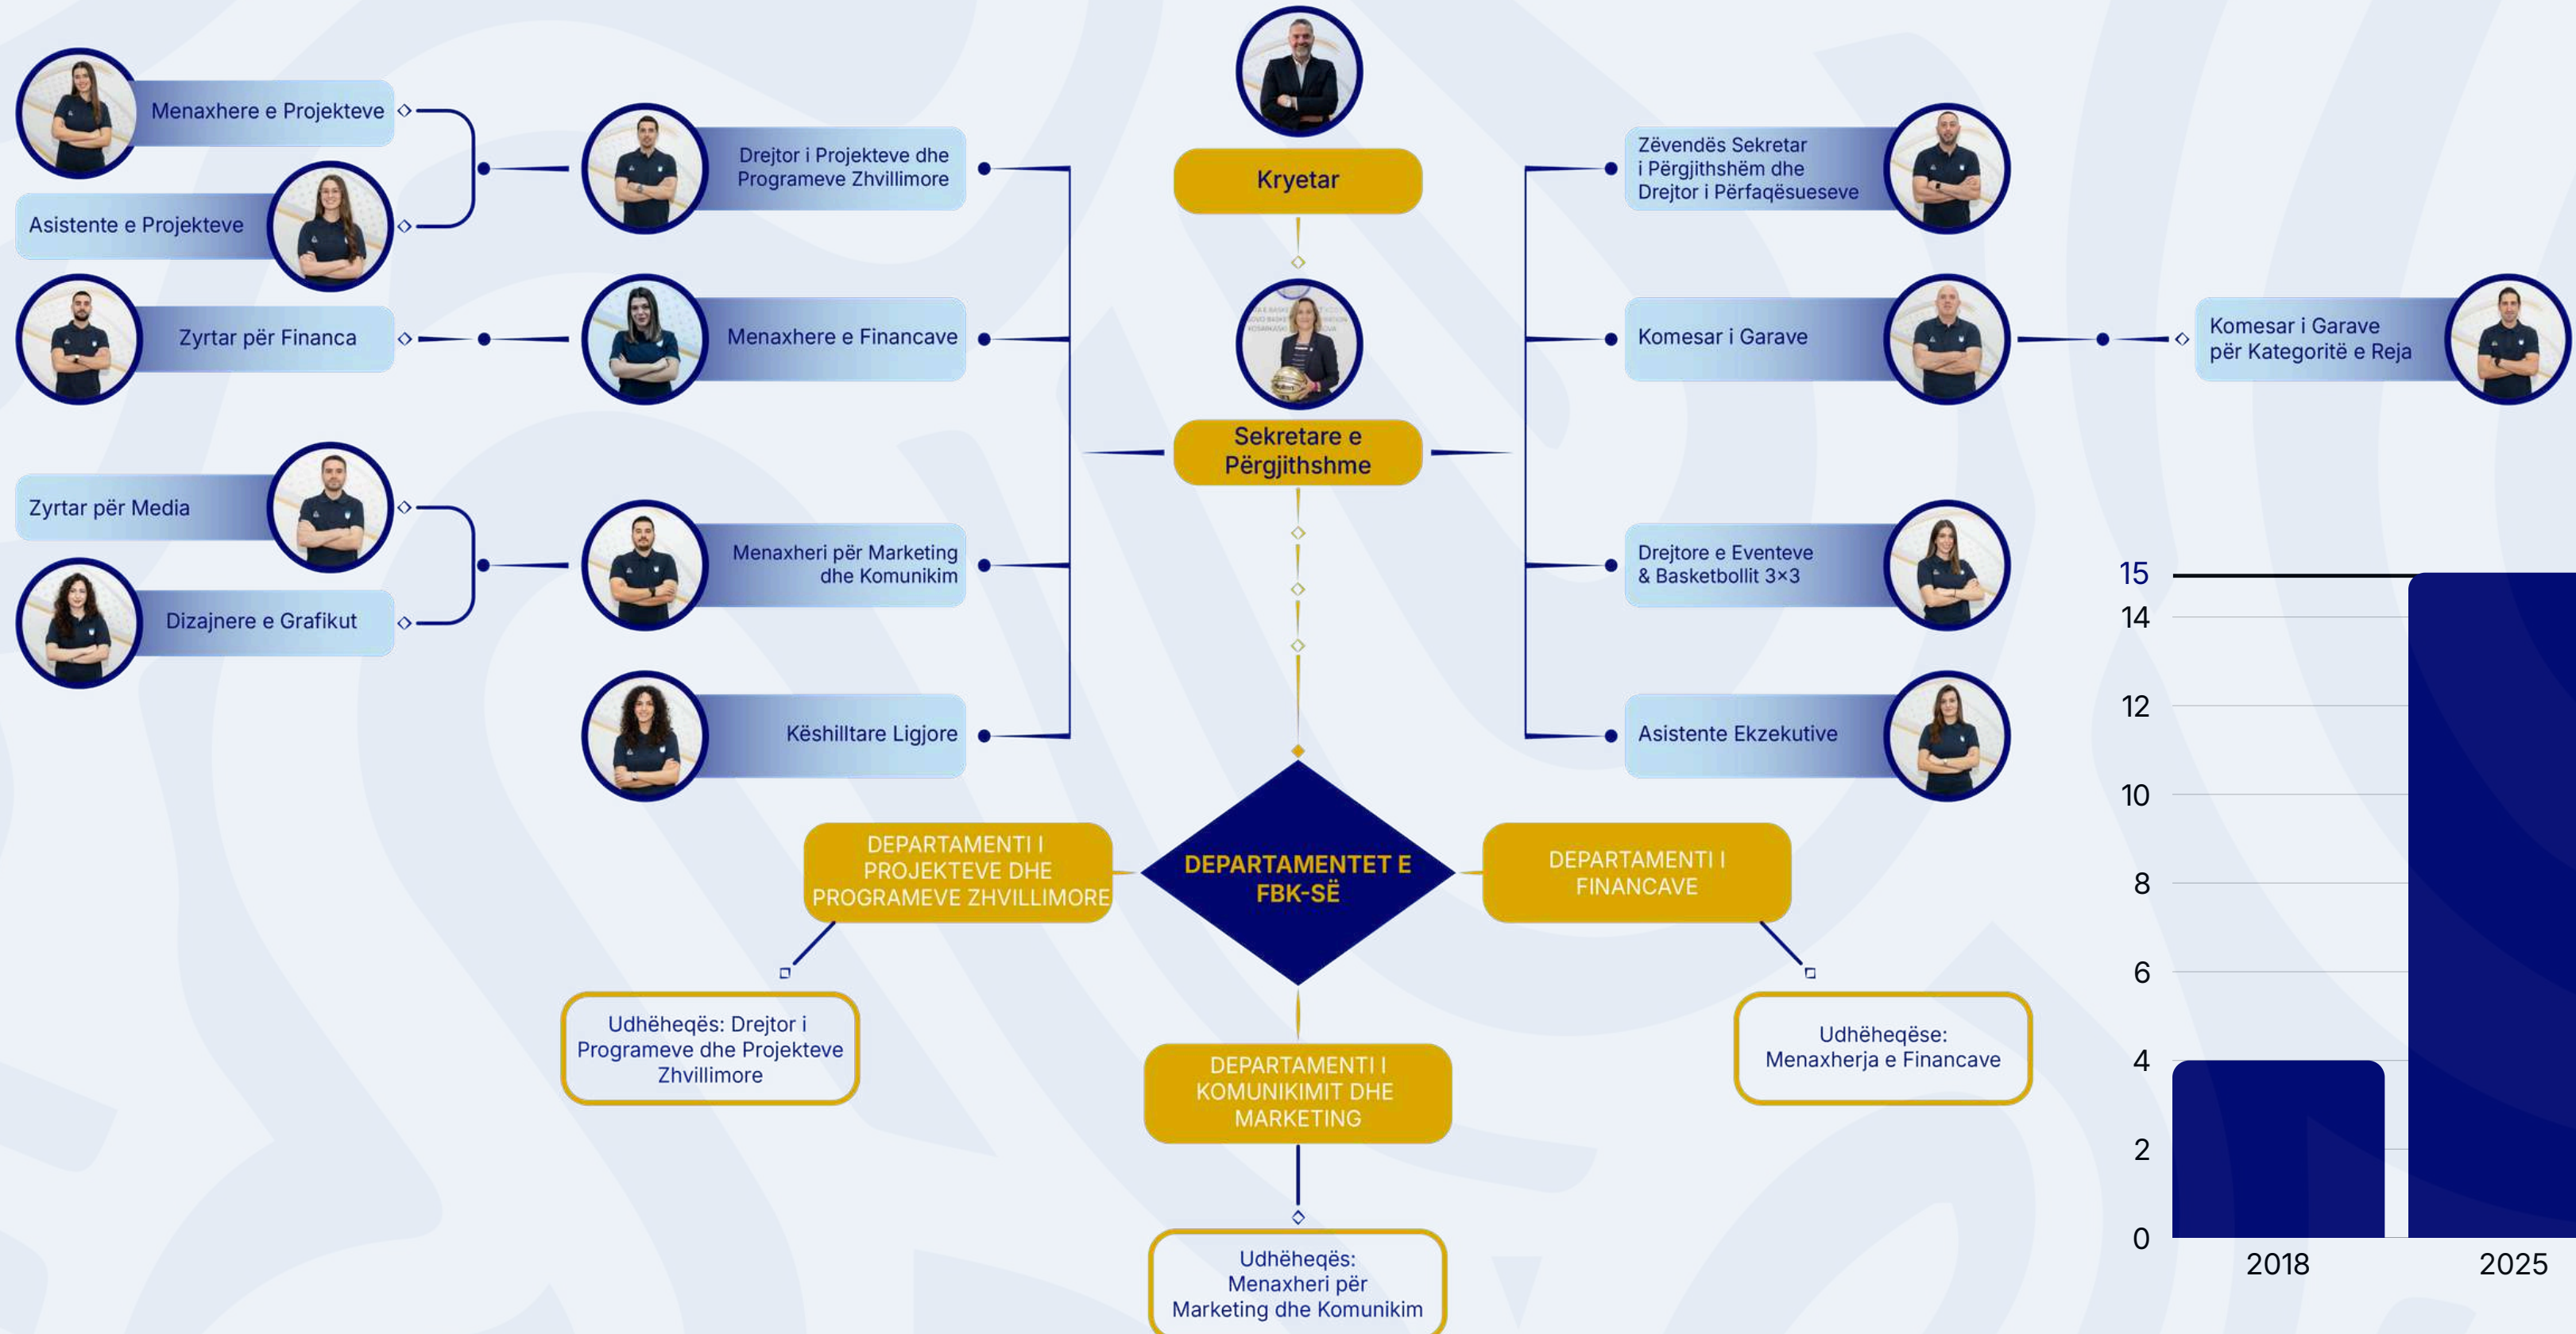 Menaxhere e Projekteve
Asistente e Projekteve
Zyrtar për Financa
Zyrtar për Media
Dizajnere e Grafikut
Drejtor i Projekteve dhe
Programeve Zhvillimore
Menaxhere e Financave
Menaxheri për Marketing
dhe Komunikim
Këshilltare Ligjore
Kryetar
Sekretare e
Përgjithshme
Zëvendës Sekretar
i Përgjithshëm dhe
Drejtor i Përfaqësueseve
Komesar i Garave
Komesar i Garave
për Kategoritë e Reja
Drejtore e Eventeve
& Basketbollit 3×3
Asistente Ekzekutive
DEPARTAMENTET E
FBK-SË
DEPARTAMENTI I
PROJEKTEVE DHE
PROGRAMEVE ZHVILLIMORE
Udhëheqës: Drejtor i
Programeve dhe Projekteve
Zhvillimore
DEPARTAMENTI I
KOMUNIKIMIT DHE
MARKETING
Udhëheqës:
Menaxheri për
Marketing dhe Komunikim
DEPARTAMENTI I
FINANCAVE
Udhëheqëse:
Menaxherja e Financave
15
14
12
10
8
6
4
2
0
2018
2025